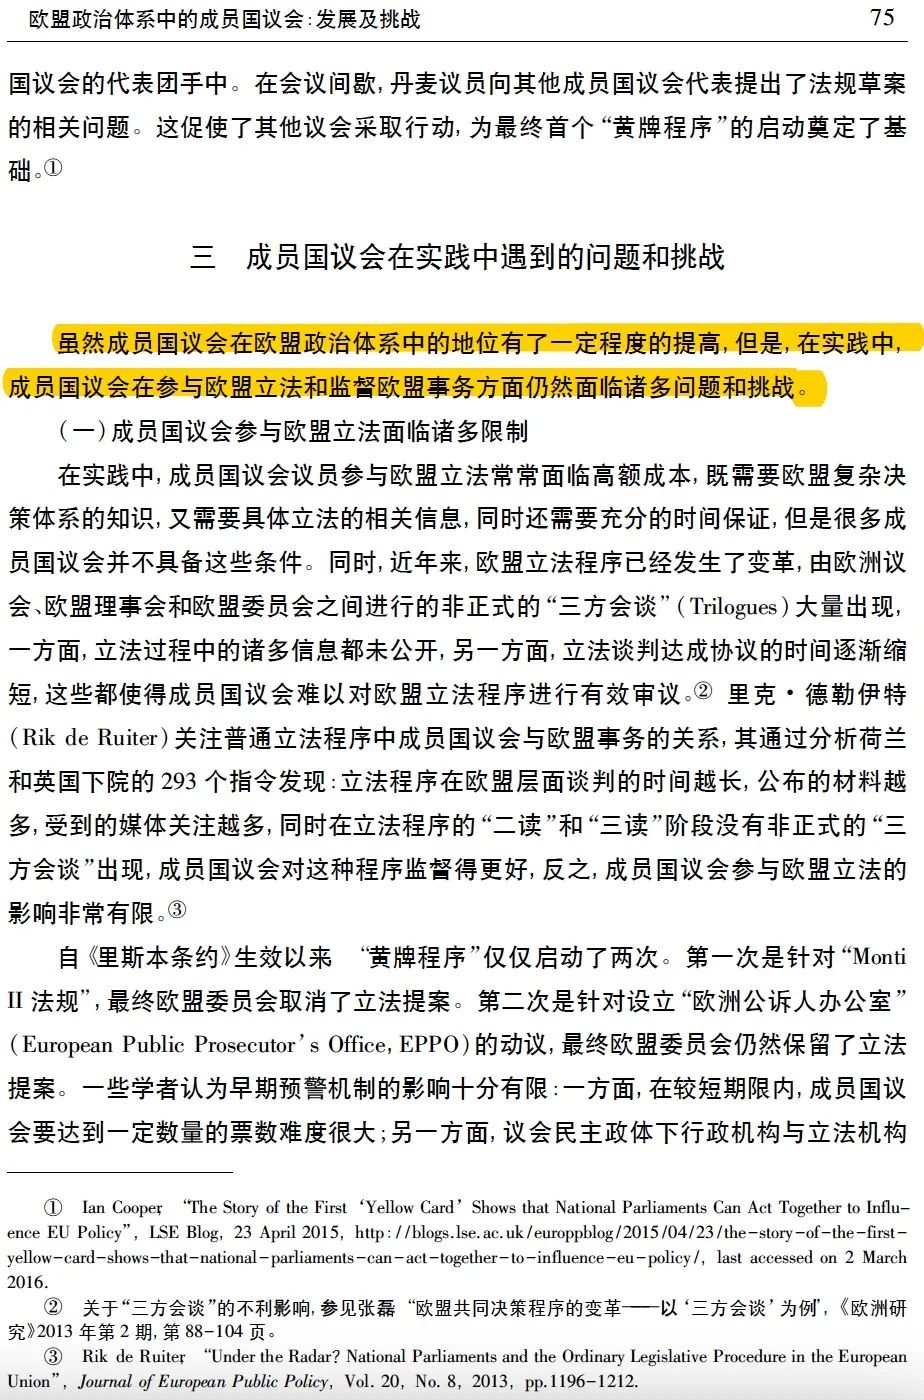 欧盟政治体系中的成员国议会:发展及挑战 75
国议会的代表团手中。在会议间歇,丹麦议员向其他成员国议会代表提出了法规草案
的相关问题。这促使了其他议会采取行动,为最终首个“黄牌程序”的启动奠定了基
础。①
三 成员国议会在实践中遇到的问题和挑战
虽然成员国议会在欧盟政治体系中的地位有了一定程度的提高,但是,在实践中,
成员国议会在参与欧盟立法和监督欧盟事务方面仍然面临诸多问题和挑战。
(一)成员国议会参与欧盟立法面临诸多限制
在实践中,成员国议会议员参与欧盟立法常常面临高额成本,既需要欧盟复杂决
策体系的知识,又需要具体立法的相关信息,同时还需要充分的时间保证,但是很多成
员国议会并不具备这些条件。同时,近年来,欧盟立法程序已经发生了变革,由欧洲议
会、欧盟理事会和欧盟委员会之间进行的非正式的“三方会谈”(Trilogues)大量出现,
一方面,立法过程中的诸多信息都未公开,另一方面,立法谈判达成协议的时间逐渐缩
短,这些都使得成员国议会难以对欧盟立法程序进行有效审议。② 里克·德勒伊特
(Rik de Ruiter)关注普通立法程序中成员国议会与欧盟事务的关系,其通过分析荷兰
和英国下院的 293 个指令发现:立法程序在欧盟层面谈判的时间越长,公布的材料越
多,受到的媒体关注越多,同时在立法程序的“二读”和“三读”阶段没有非正式的“三
方会谈”出现,成员国议会对这种程序监督得更好,反之,成员国议会参与欧盟立法的
影响非常有限。③
自《里斯本条约》生效以来 “黄牌程序”仅仅启动了两次。第一次是针对“Monti
II 法规”,最终欧盟委员会取消了立法提案。第二次是针对设立“欧洲公诉人办公室”
(European Public Prosecutor’s Office,EPPO)的动议,最终欧盟委员会仍然保留了立法
提案。一些学者认为早期预警机制的影响十分有限:一方面,在较短期限内,成员国议
会要达到一定数量的票数难度很大;另一方面,议会民主政体下行政机构与立法机构
① Ian Cooper, “The Story of the First ‘Yellow Card’ Shows that National Parliaments Can Act Together to Influ-
ence EU Policy”, LSE Blog, 23 April 2015, http://blogs.lse.ac.uk/europpblog/2015/04/23/the-story-of-the-first-
yellow-card-shows-that-national-parliaments-can-act-together-to-influence-eu-policy/, last accessed on 2 March
2016.
② 关于“三方会谈”的不利影响,参见张磊 “欧盟共同决策程序的变革——以‘三方会谈’为例”,《欧洲研
究》2013 年第 2 期,第 88-104 页。
③ Rik de Ruiter, “Under the Radar? National Parliaments and the Ordinary Legislative Procedure in the European
Union”, Journal of European Public Policy, Vol. 20, No. 8, 2013, pp.1196-1212.